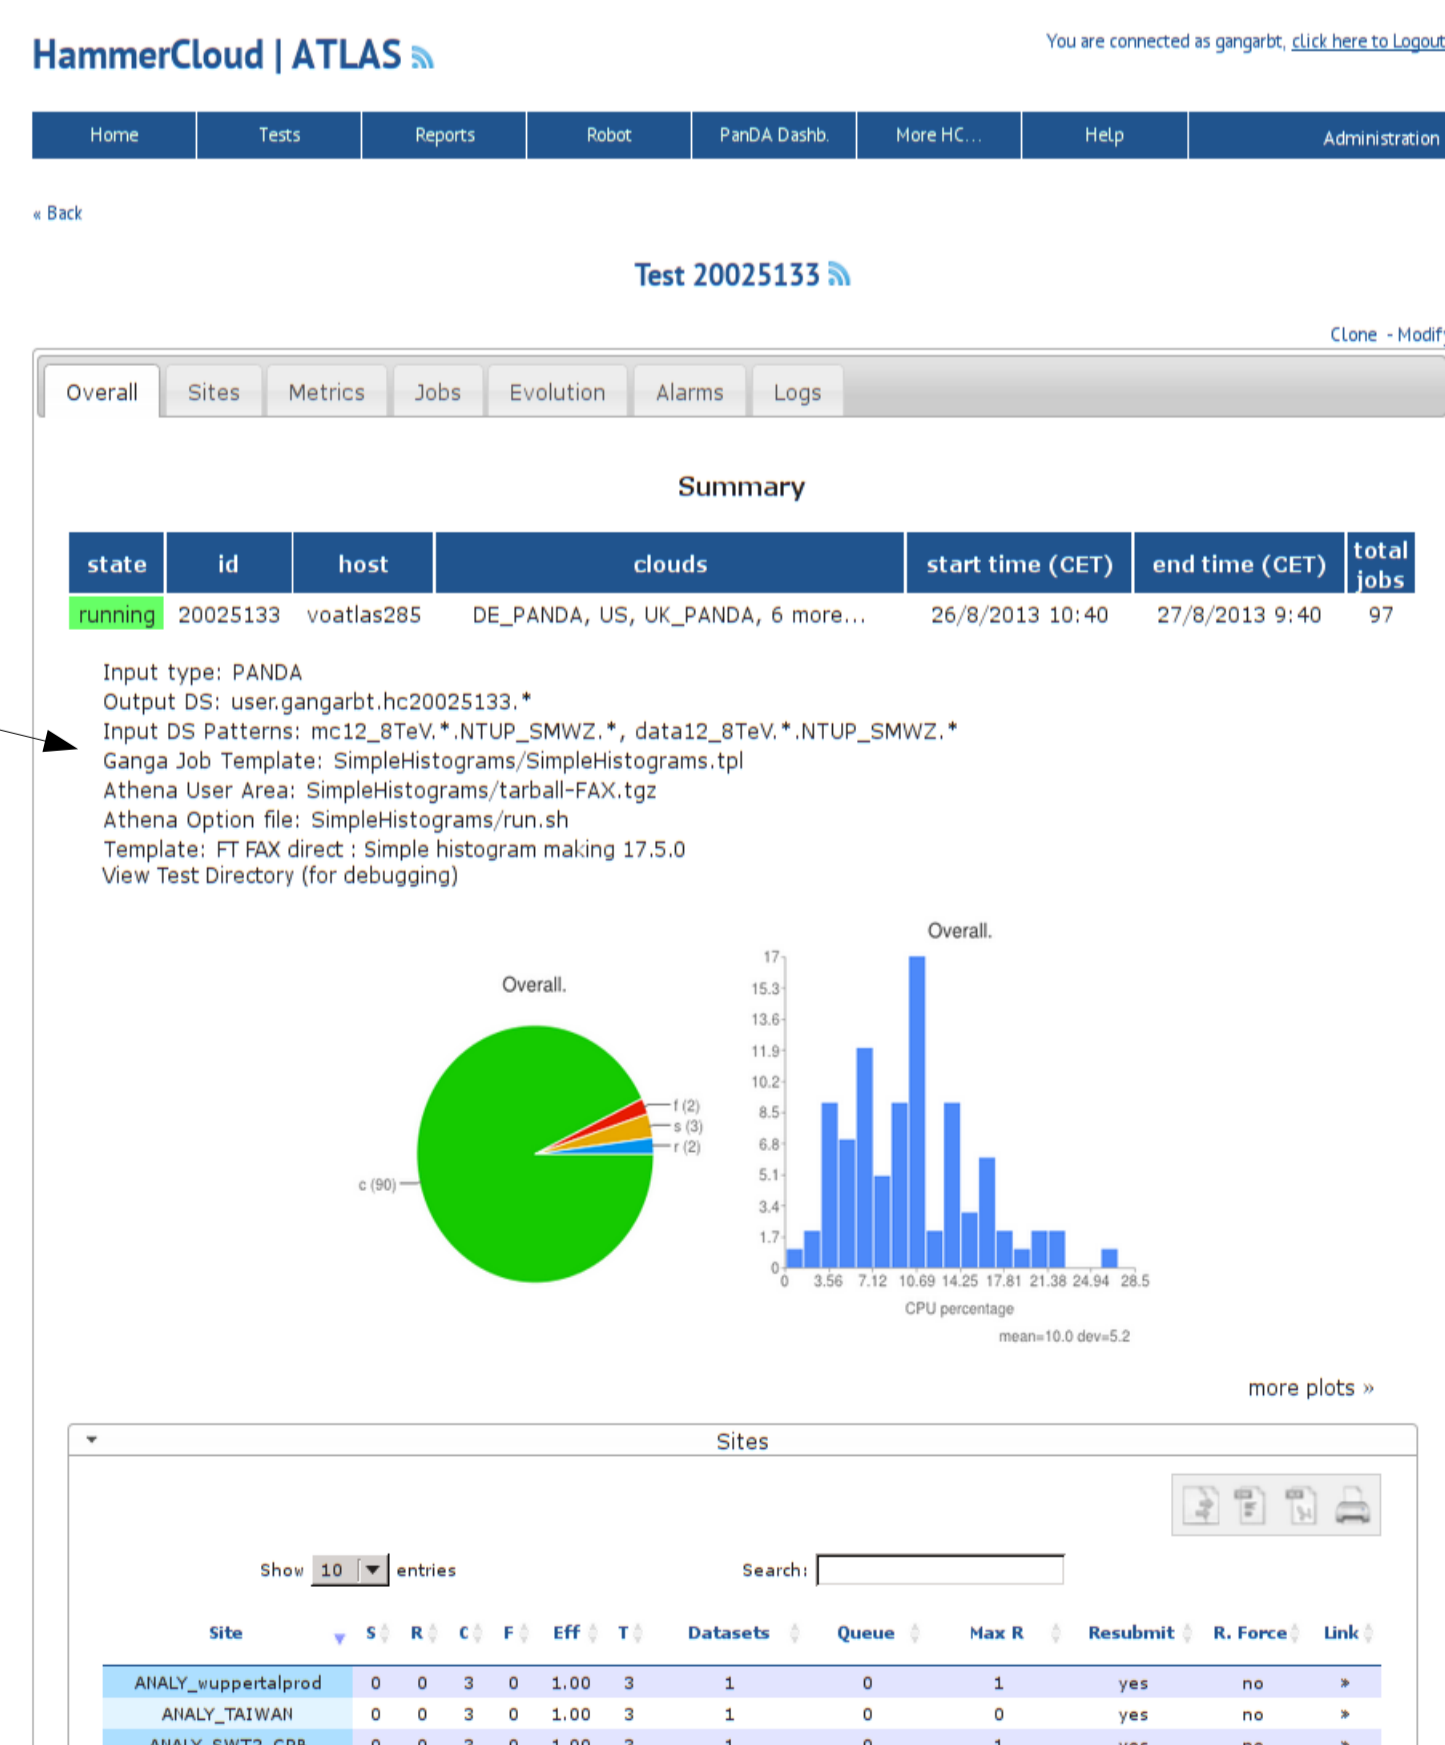 HammerCloud | ATLAS
You are connected as gangarbt, click here to Logout
Home Tests Reports Robot PanDA Dashb. More HC... Help Administration
« Back
Test 20025133
Clone - Modify
Overall Sites Metrics Jobs Evolution Alarms Logs
Summary
state id host clouds start time (CET) end time (CET) total jobs
running 20025133 voatlas285 DE_PANDA, US, UK_PANDA, 6 more... 26/8/2013 10:40 27/8/2013 9:40 97
Input type: PANDA
Output DS: user.gangarbt.hc20025133.*
Input DS Patterns: mc12_8TeV.*.NTUP_SMWZ.*, data12_8TeV.*.NTUP_SMWZ.*
Ganga Job Template: SimpleHistograms/SimpleHistograms.tpl
Athena User Area: SimpleHistograms/tarball-FAX.tgz
Athena Option file: SimpleHistograms/run.sh
Template: FT FAX direct : Simple histogram making 17.5.0
View Test Directory (for debugging)
Overall.
f (2)
s (3)
r (2)
c (90)
Overall.
17
15.3
13.6
11.9
10.2
8.5
6.8
5.1
3.4
1.7
0
0 3.56 7.12 10.69 14.25 17.81 21.38 24.94 28.5
CPU percentage
mean=10.0 dev=5.2
more plots »
Sites
Show 10 entries Search:
Site S R C F Eff T Datasets Queue Max R Resubmit R. Force Link
ANALY_wuppertalprod 0 0 3 0 1.00 3 1 0 1 yes no »
ANALY_TAIWAN 0 0 3 0 1.00 3 1 0 0 yes no »